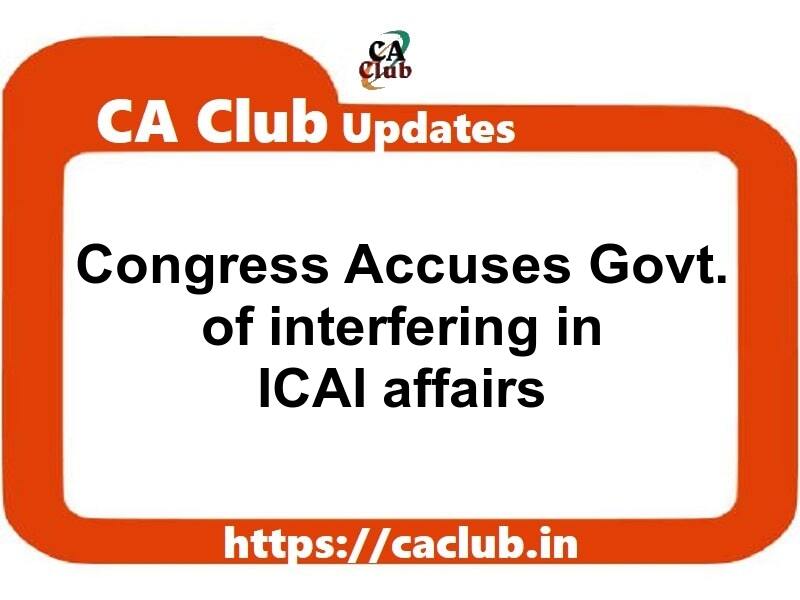 CA
Club
CA Club Updates
Congress Accuses Govt.
of interfering in
ICAI affairs
https://caclub.in